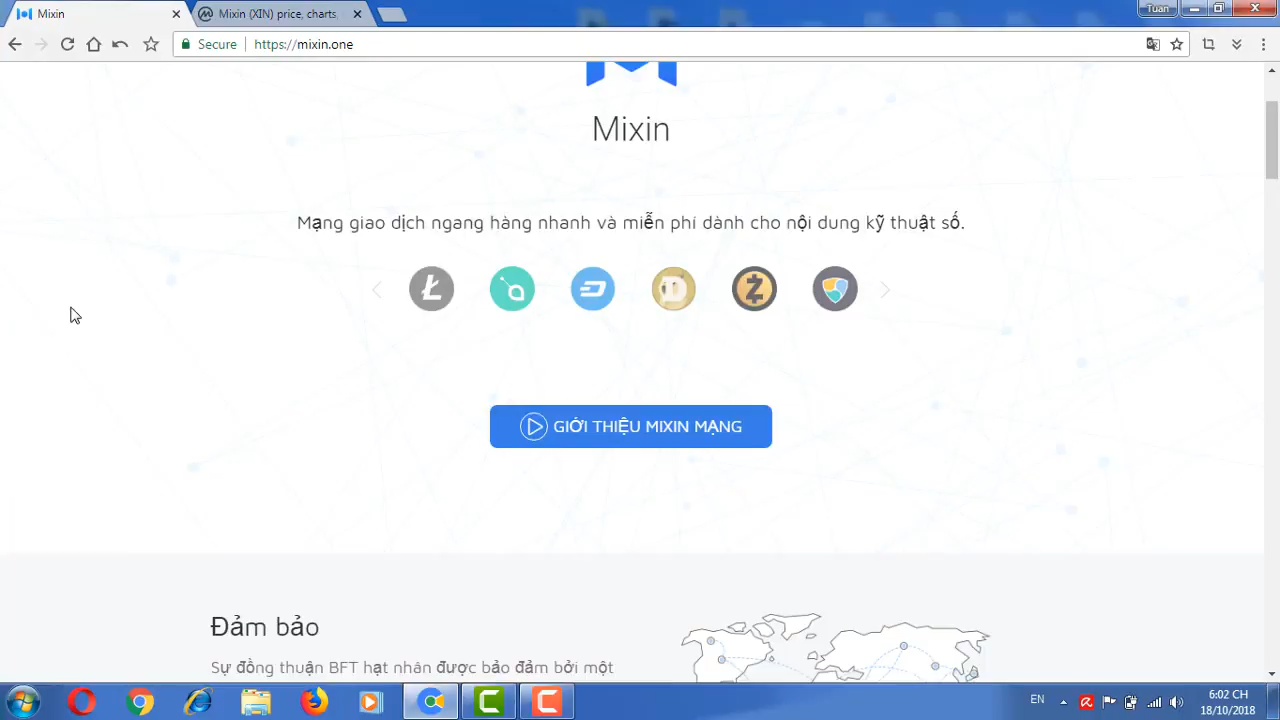 Mixin
Mixin (XIN) price, charts,
Tuan
Secure
https://mixin.one
Mixin
Mạng giao dịch ngang hàng nhanh và miễn phí dành cho nội dung kỹ thuật số.
GIỚI THIỆU MIXIN MẠNG
Đảm bảo
Sự đồng thuận BFT hạt nhân được bảo đảm bởi một
EN
6:02 CH
18/10/2018